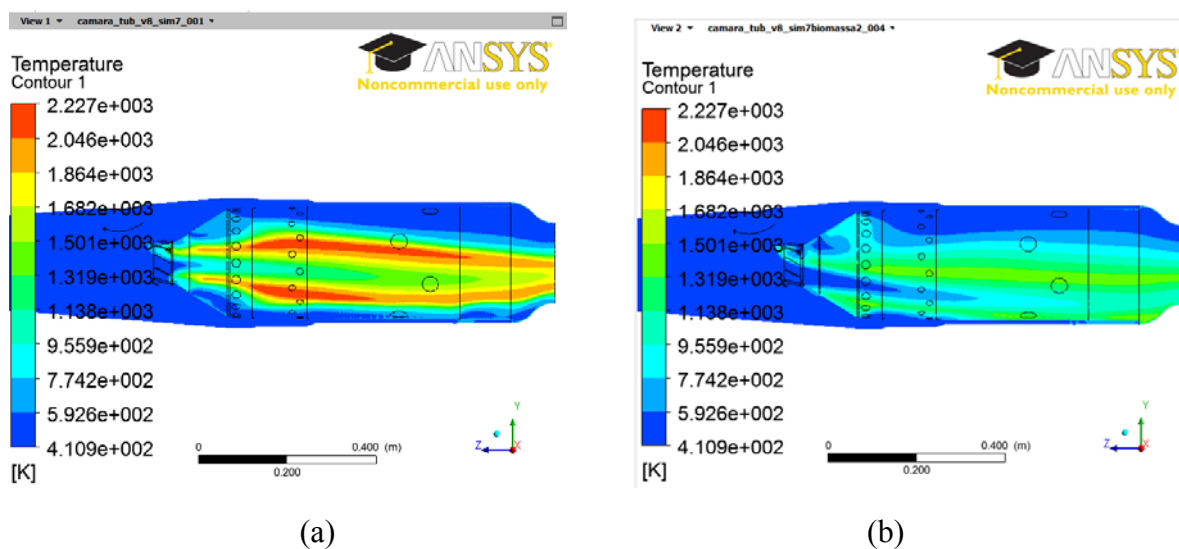 View 1 camara_tub_v8_sim7_001
ANSYS
Noncommercial use only
Temperature
Contour 1
2.227e+003
2.046e+003
1.864e+003
1.682e+003
1.501e+003
1.319e+003
1.138e+003
9.559e+002
7.742e+002
5.926e+002
4.109e+002
[K]
0 0.400 (m)
0.200
Y
Z X
(a)
View 2 camara_tub_v8_sim7biomassa2_004
ANSYS
Noncommercial use only
Temperature
Contour 1
2.227e+003
2.046e+003
1.864e+003
1.682e+003
1.501e+003
1.319e+003
1.138e+003
9.559e+002
7.742e+002
5.926e+002
4.109e+002
[K]
0 0.400 (m)
0.200
Y
Z X
(b)